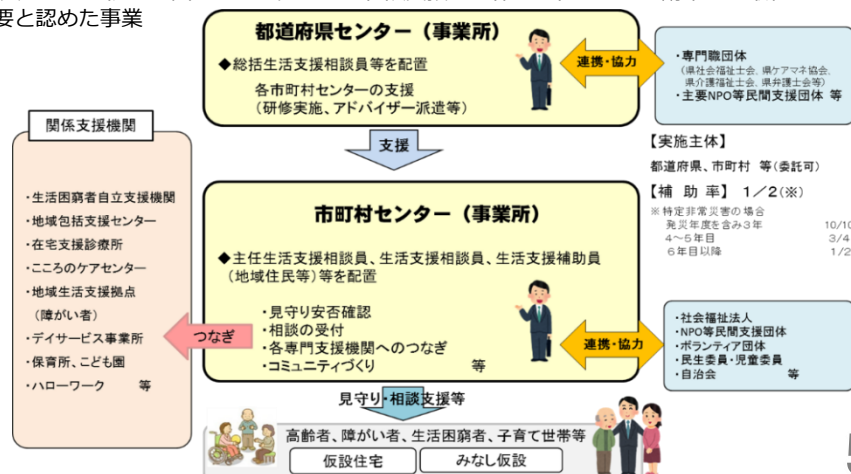 要と認めた事業
都道府県センター（事業所）
◆総括生活支援相談員等を配置
各市町村センターの支援
（研修実施、アドバイザー派遣等）
連携・協力
・専門職団体
（県社会福祉士会、県ケアマネ協会、
県介護福祉士会、県弁護士会等）
・主要NPO等民間支援団体 等
支援
【実施主体】
都道府県、市町村 等（委託可）
【補 助 率】 1／2（※）
※特定非常災害の場合
発災年度を含み3年 10/10
4～5年目 3/4
6年目以降 1/2
関係支援機関
・生活困窮者自立支援機関
・地域包括支援センター
・在宅支援診療所
・こころのケアセンター
・地域生活支援拠点
（障がい者）
・デイサービス事業所
・保育所、こども園
・ハローワーク 等
つなぎ
市町村センター（事業所）
◆主任生活支援相談員、生活支援相談員、生活支援補助員
（地域住民等）等を配置
・見守り安否確認
・相談の受付
・各専門支援機関へのつなぎ
・コミュニティづくり 等
連携・協力
・社会福祉法人
・NPO等民間支援団体
・ボランティア団体
・民生委員・児童委員
・自治会 等
見守り・相談支援等
高齢者、障がい者、生活困窮者、子育て世帯等
仮設住宅
みなし仮設